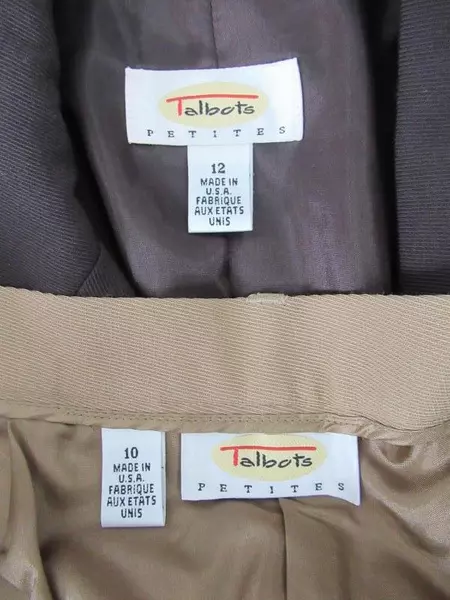 Talbots
PETITES
12
MADE IN
U.S.A.
FABRIQUE
AUX ETATS
UNIS
10
MADE IN
U.S.A.
FABRIQUE
AUX ETATS
UNIS
Talbots
PETITES